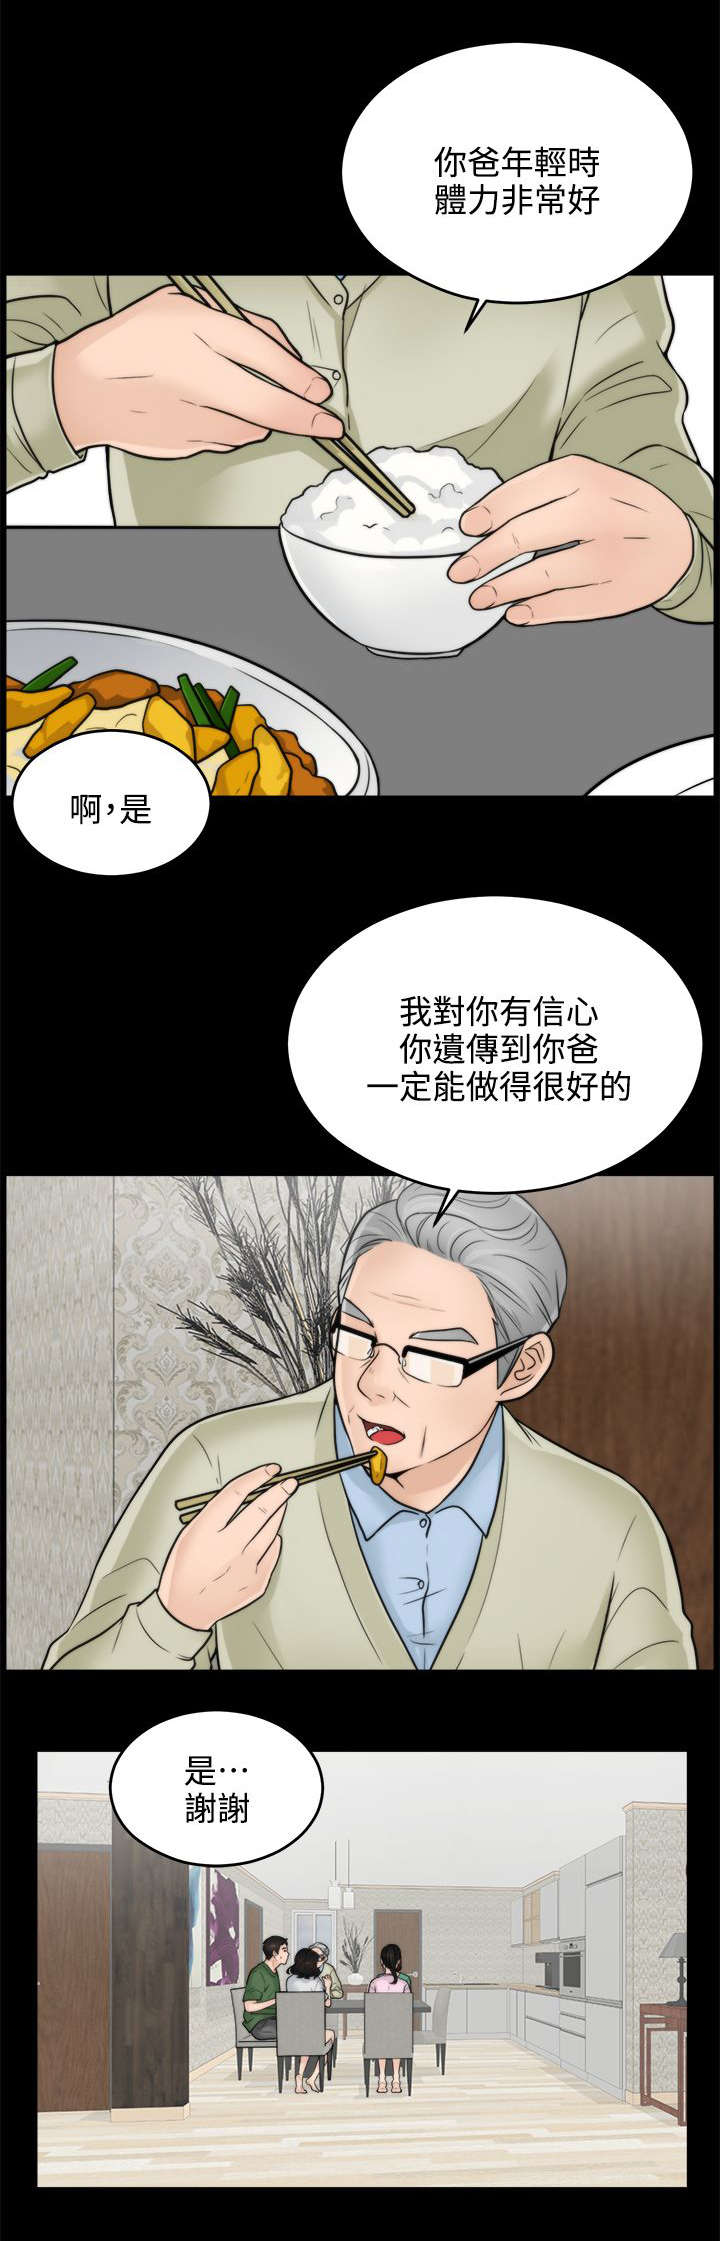 你爸年輕時
體力非常好
啊,是
我對你有信心
你遺傳到你爸
一定能做得很好的
是⋯
謝謝